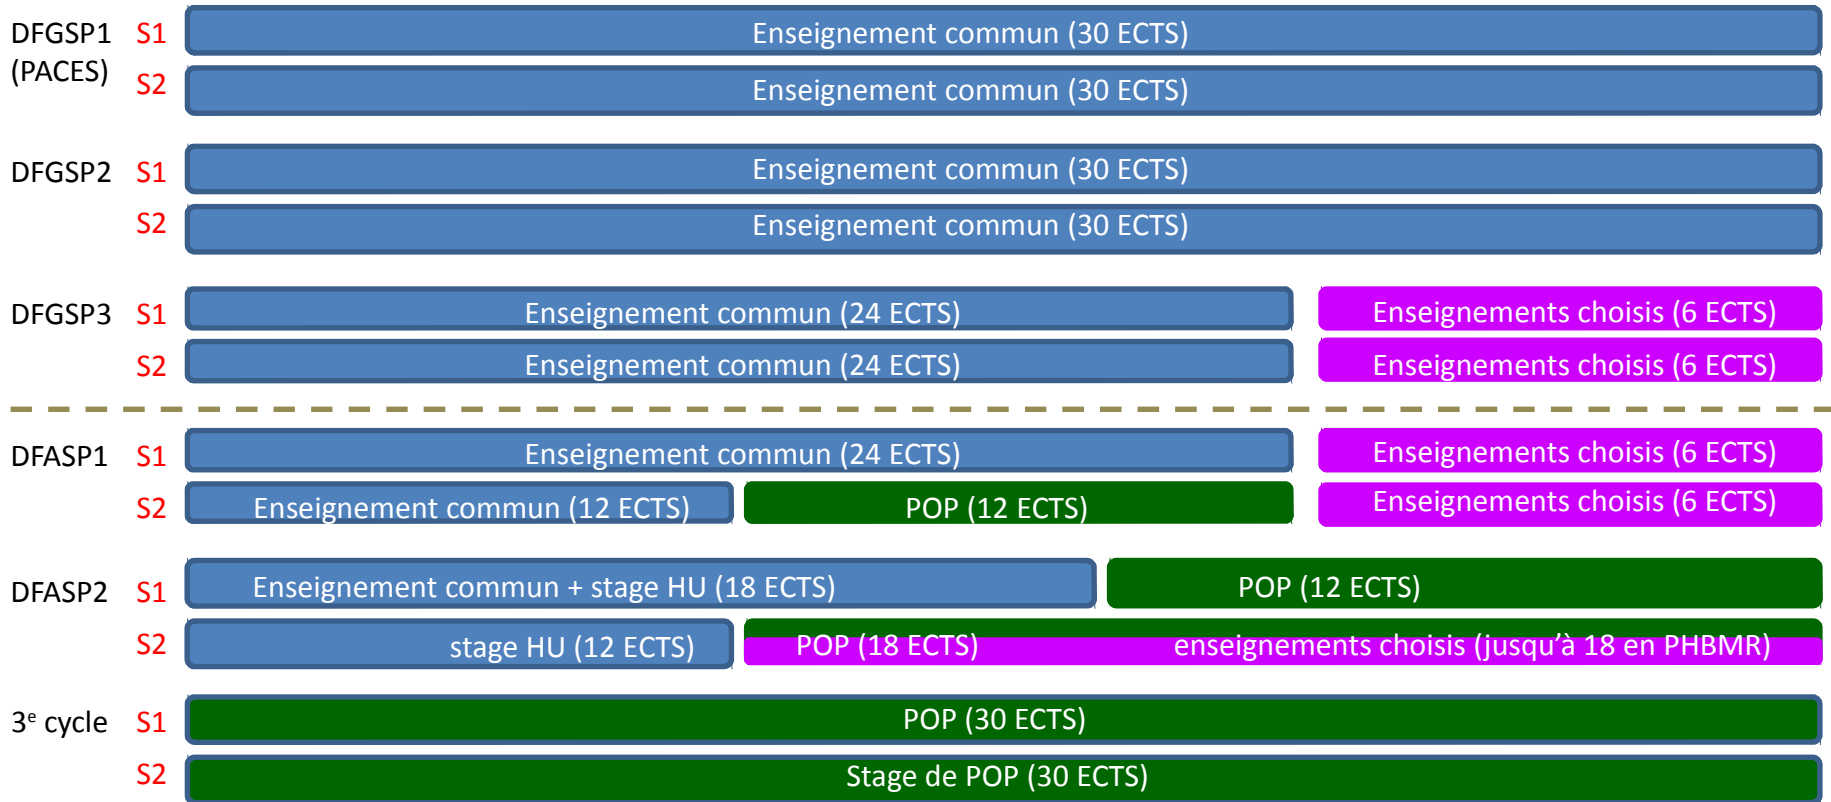 DFGSP1 S1 Enseignement commun (30 ECTS)
(PACES) S2 Enseignement commun (30 ECTS)
DFGSP2 S1 Enseignement commun (30 ECTS)
S2 Enseignement commun (30 ECTS)
DFGSP3 S1 Enseignement commun (24 ECTS) Enseignements choisis (6 ECTS)
S2 Enseignement commun (24 ECTS) Enseignements choisis (6 ECTS)
DFASP1 S1 Enseignement commun (24 ECTS) Enseignements choisis (6 ECTS)
S2 Enseignement commun (12 ECTS) POP (12 ECTS) Enseignements choisis (6 ECTS)
DFASP2 S1 Enseignement commun + stage HU (18 ECTS) POP (12 ECTS)
S2 stage HU (12 ECTS) POP (18 ECTS) enseignements choisis (jusqu'à 18 en PHBMR)
3e cycle S1 POP (30 ECTS)
S2 Stage de POP (30 ECTS)